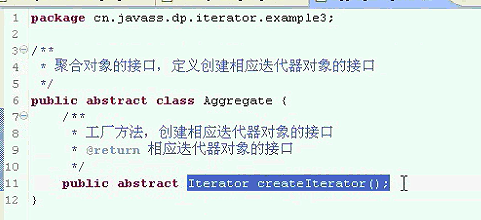 1 package cn.javass.dp.iterator.example3;
2
3 /**
4  * 聚合对象的接口，定义创建相应迭代器对象的接口
5  */
6 public abstract class Aggregate {
7     /**
8      * 工厂方法，创建相应迭代器对象的接口
9      * @return 相应迭代器对象的接口
10      */
11     public abstract Iterator createIterator();
12 }